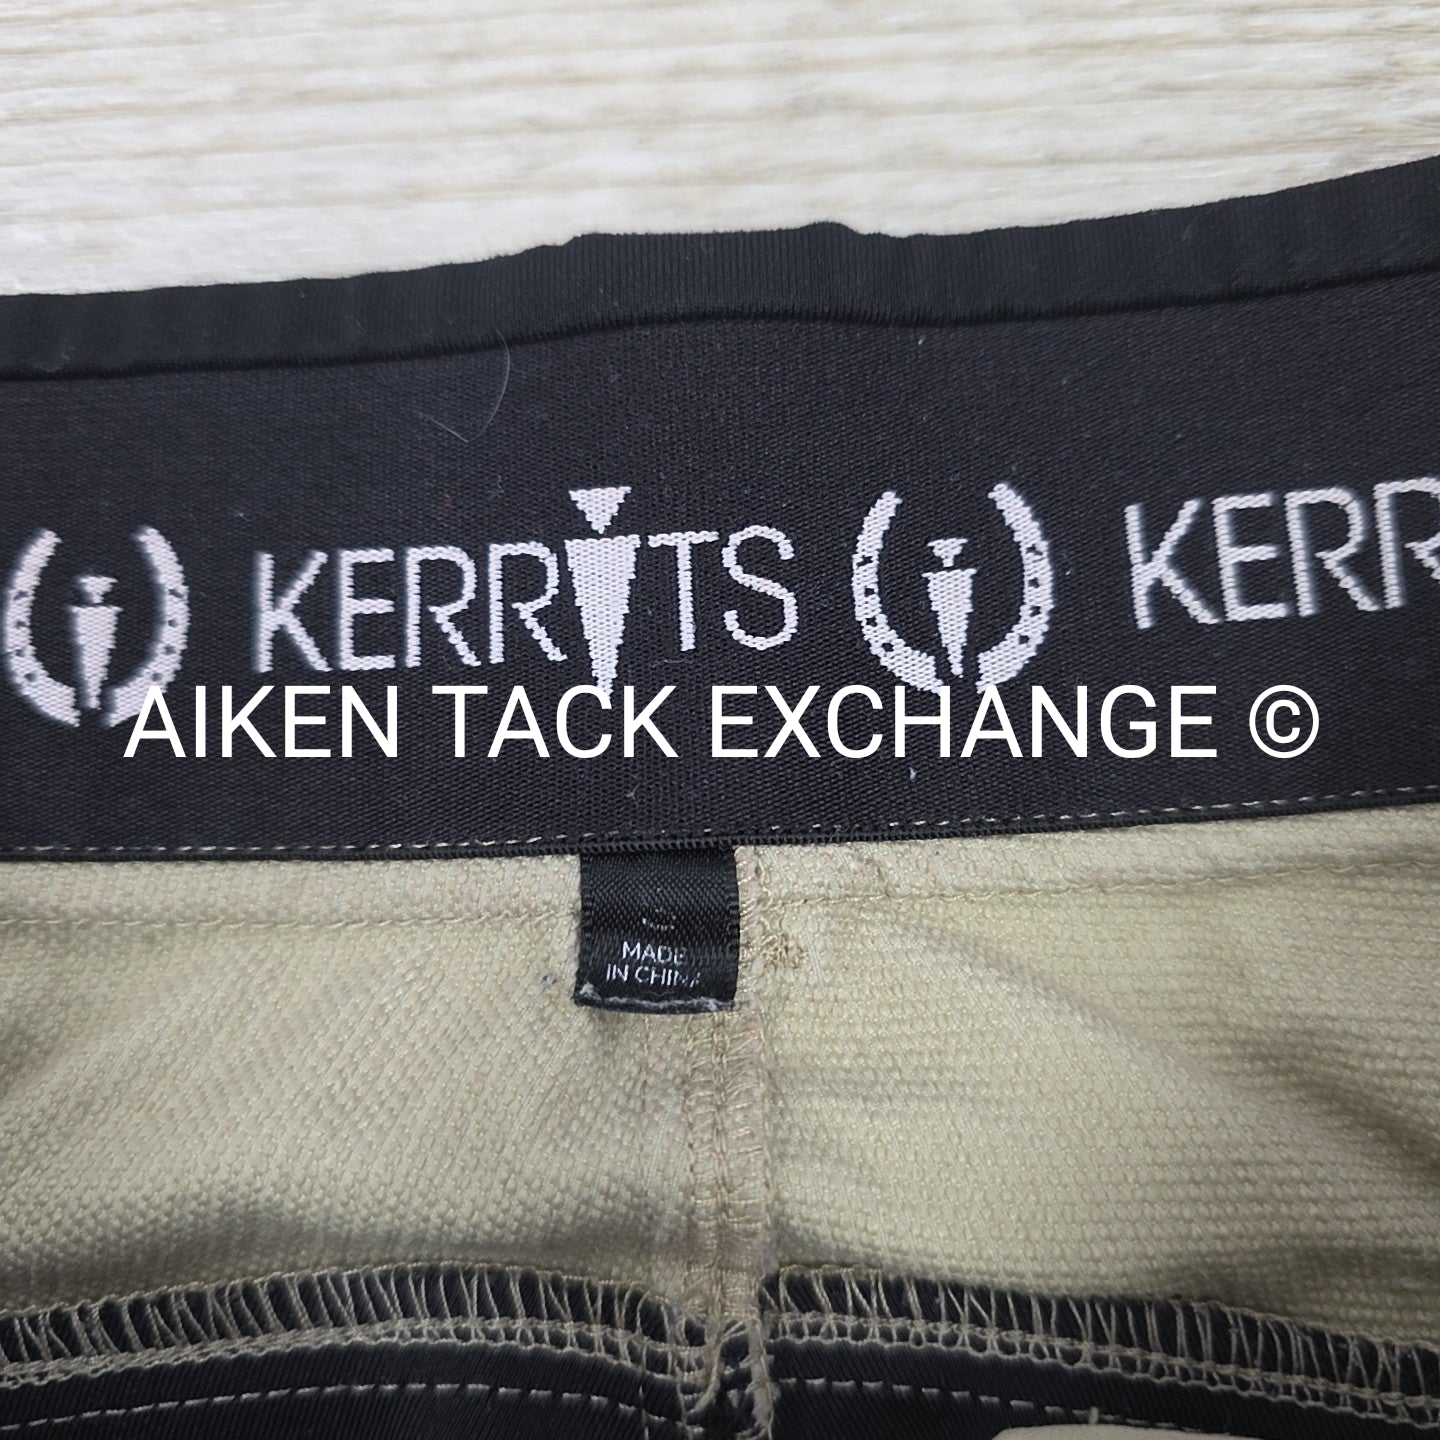 KERRITS KERR
AIKEN TACK EXCHANGE ©
MADE
IN CHINA